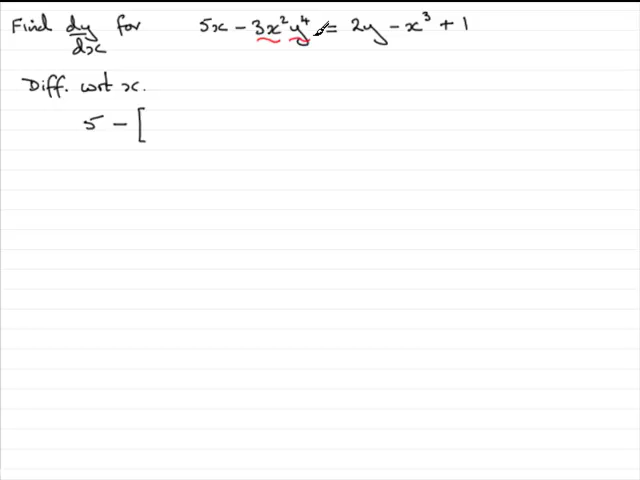 Find dy/dx for 5x - 3x²y⁴ = 2y - x³ + 1
Diff. wrt x.
5 - [